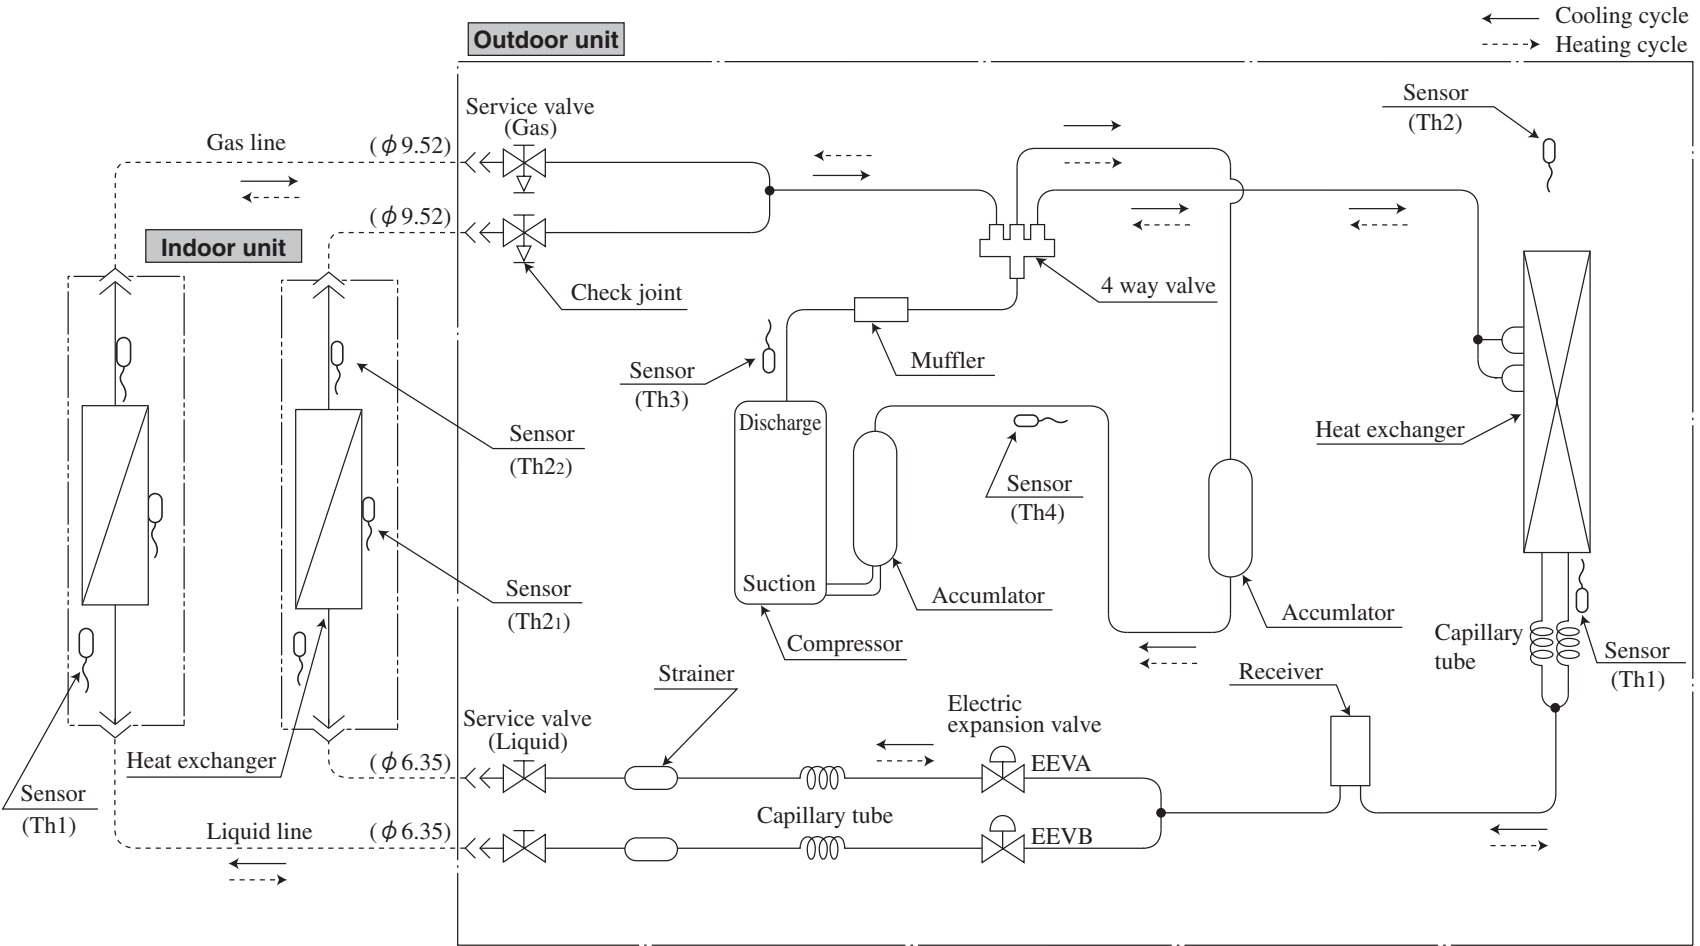 Cooling cycle
Heating cycle
Outdoor unit
Sensor
(Th2)
Service valve
(Gas)
Gas line
(ϕ9.52)
(ϕ9.52)
Indoor unit
Check joint
4 way valve
Muffler
Sensor
(Th3)
Discharge
Heat exchanger
Sensor
(Th22)
Sensor
(Th4)
Suction
Accumlator
Accumlator
Sensor
(Th21)
Compressor
Capillary
tube
Sensor
(Th1)
Receiver
Strainer
Electric
expansion valve
Service valve
(Liquid)
Heat exchanger
(ϕ6.35)
EEVA
Sensor
(Th1)
Capillary tube
Liquid line
(ϕ6.35)
EEVB